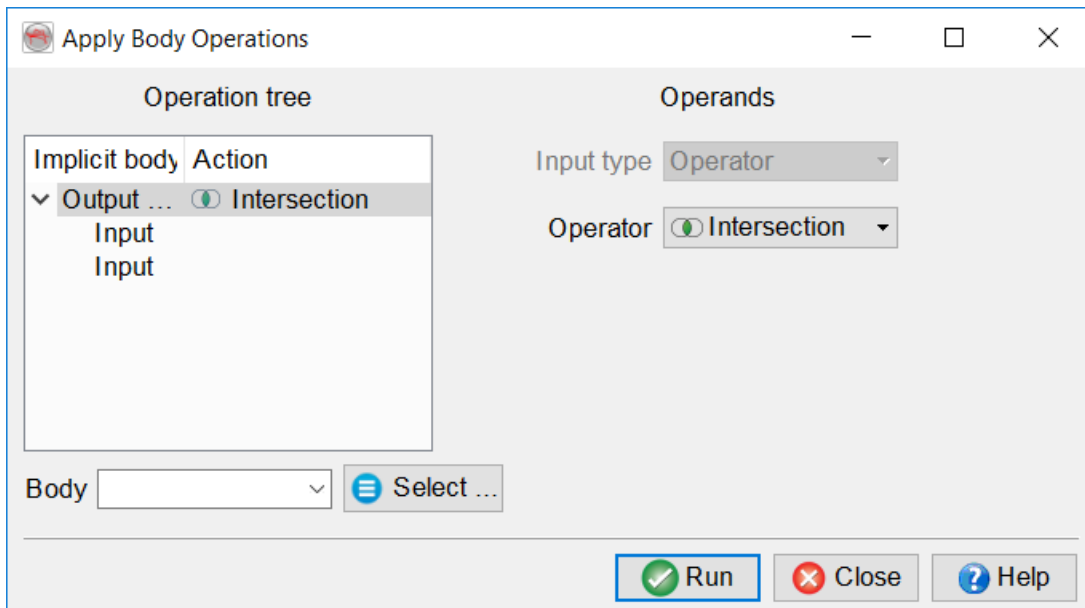 Apply Body Operations
Operation tree
Operands
Implicit body Action
Input type Operator
Output ... Intersection
Operator Intersection
Input
Input
Body
Select ...
Run Close Help